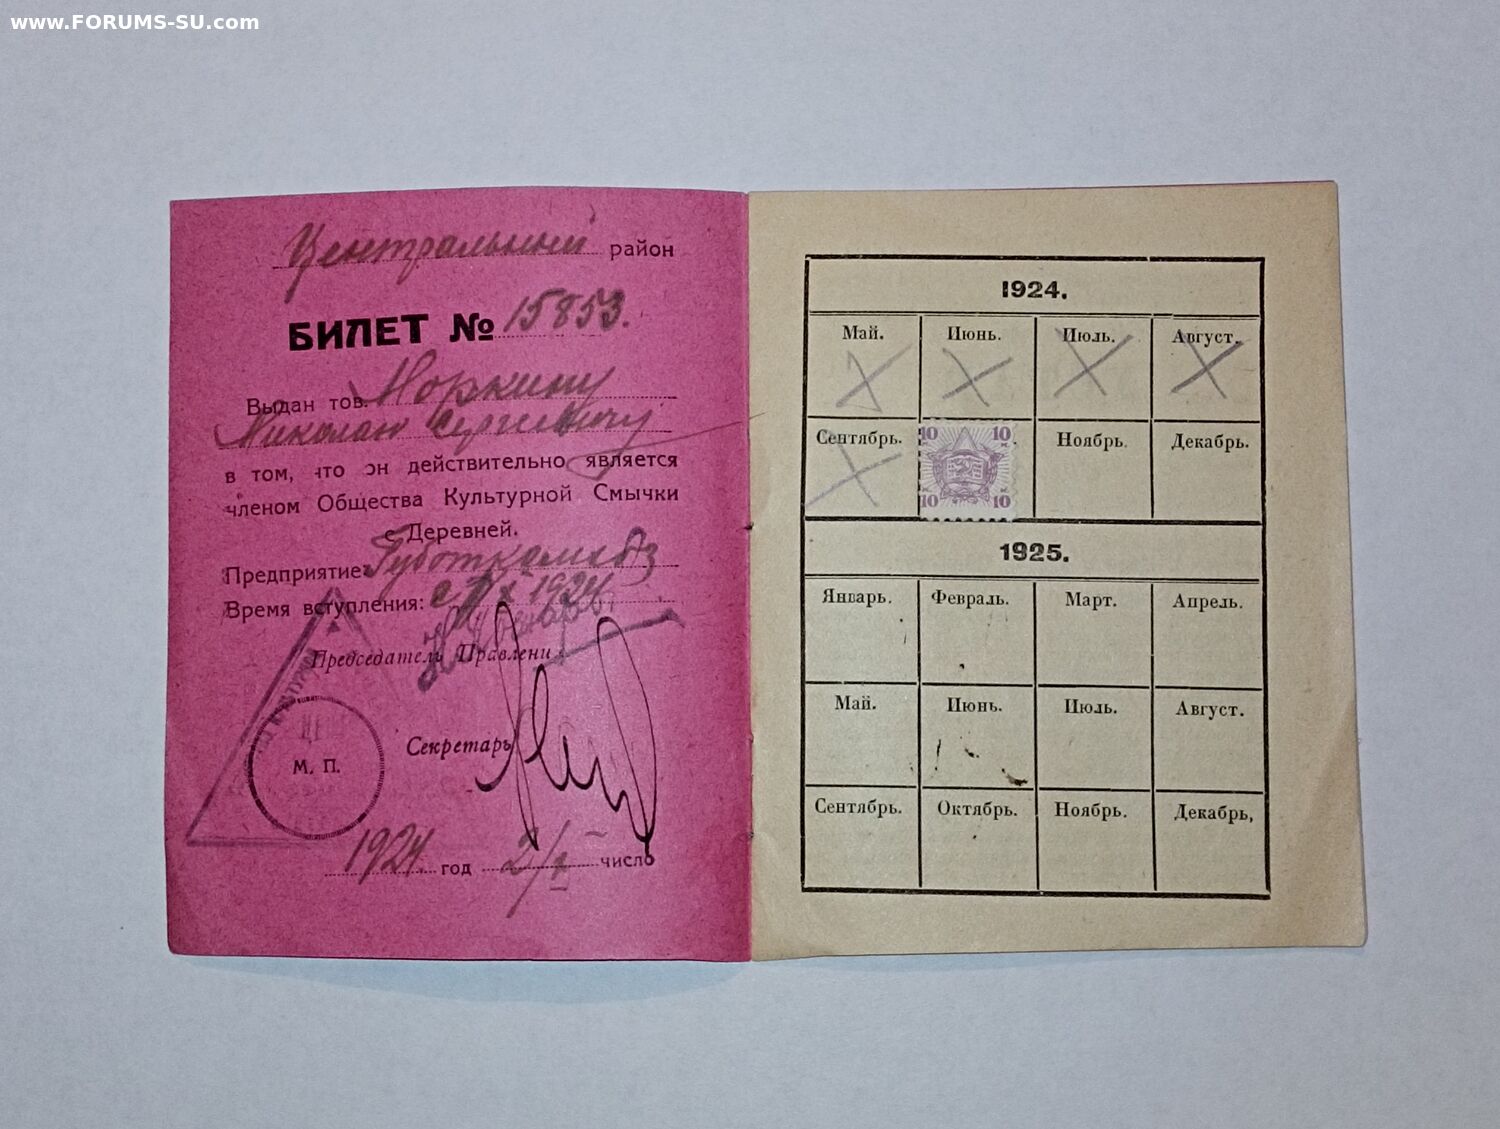 www.FORUMS-SU.com
Центральный район
БИЛЕТ № 15853.
Выдан тов. Норкину
Николаю Сергеевичу
в том, что он действительно является
членом Общества Культурной Смычки
с Деревней.
Предприятие:
Время вступления: с 1924
Председатель Правления
Секретарь
М. П.
1924 год 2/X число
1924.
Май. Июнь. Июль. Август.
Сентябрь. Ноябрь. Декабрь.
10 10
10 10
1925.
Январь. Февраль. Март. Апрель.
Май. Июнь. Июль. Август.
Сентябрь. Октябрь. Ноябрь. Декабрь,